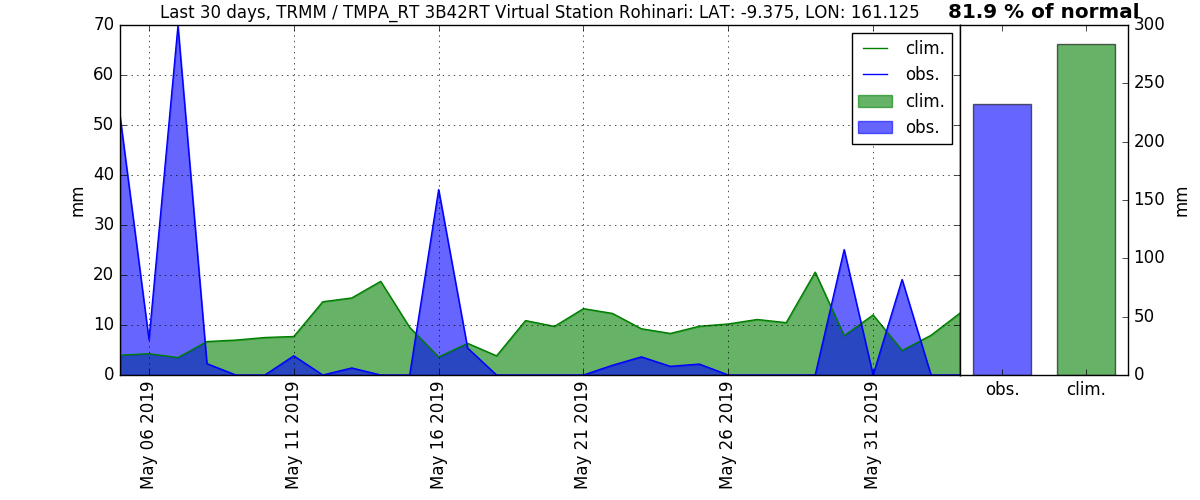 Last 30 days, TRMM / TMPA_RT 3B42RT Virtual Station Rohinari: LAT: -9.375, LON: 161.125
81.9 % of normal
70
60
50
40
30
20
10
0
mm
clim.
obs.
clim.
obs.
May 06 2019
May 11 2019
May 16 2019
May 21 2019
May 26 2019
May 31 2019
300
250
200
150
100
50
0
mm
obs.
clim.